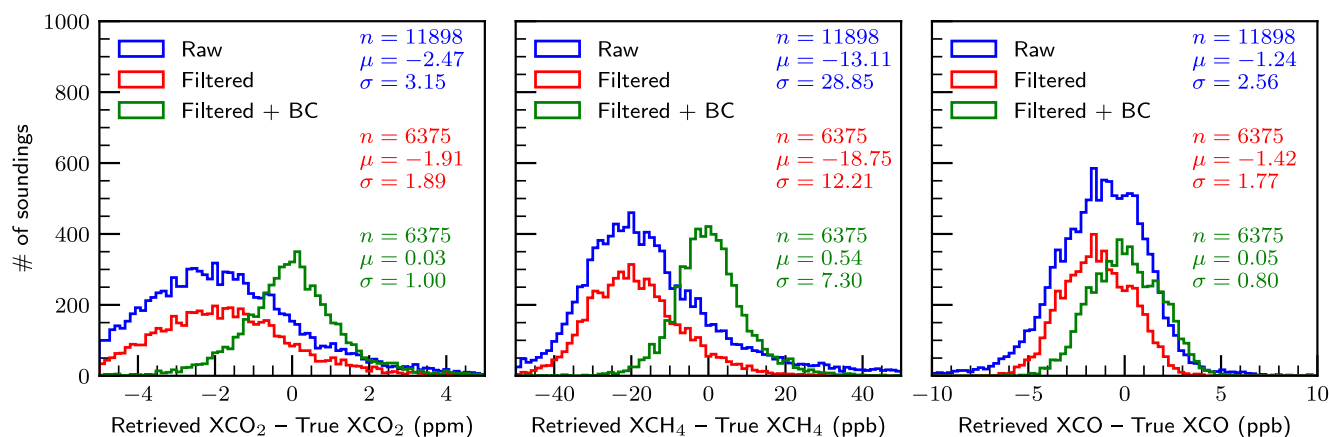 1000
800
600
400
200
0
# of soundings
Raw
Filtered
Filtered + BC
n = 11898
μ = −2.47
σ = 3.15
n = 6375
μ = −1.91
σ = 1.89
n = 6375
μ = 0.03
σ = 1.00
−4 −2 0 2 4
Retrieved XCO₂ − True XCO₂ (ppm)
Raw
Filtered
Filtered + BC
n = 11898
μ = −13.11
σ = 28.85
n = 6375
μ = −18.75
σ = 12.21
n = 6375
μ = 0.54
σ = 7.30
−40 −20 0 20 40
Retrieved XCH₄ − True XCH₄ (ppb)
Raw
Filtered
Filtered + BC
n = 11898
μ = −1.24
σ = 2.56
n = 6375
μ = −1.42
σ = 1.77
n = 6375
μ = 0.05
σ = 0.80
−10 −5 0 5 10
Retrieved XCO − True XCO (ppb)